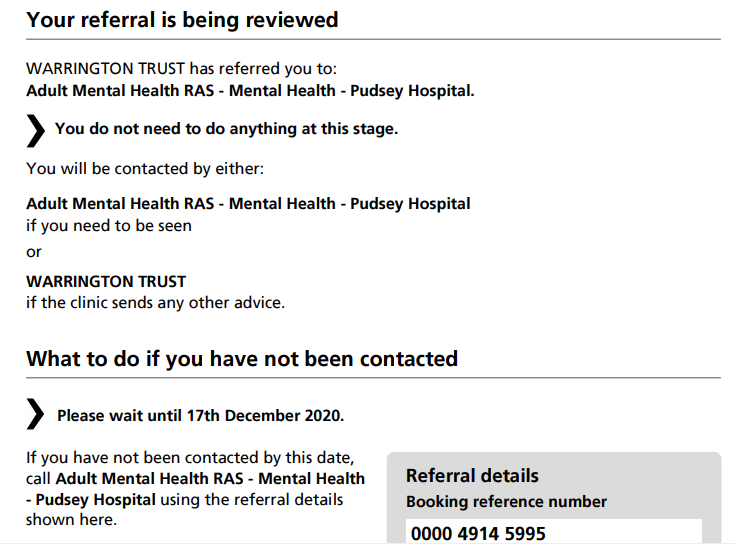 Your referral is being reviewed
WARRINGTON TRUST has referred you to:
Adult Mental Health RAS - Mental Health - Pudsey Hospital.
You do not need to do anything at this stage.
You will be contacted by either:
Adult Mental Health RAS - Mental Health - Pudsey Hospital
if you need to be seen
or
WARRINGTON TRUST
if the clinic sends any other advice.
What to do if you have not been contacted
Please wait until 17th December 2020.
If you have not been contacted by this date,
call Adult Mental Health RAS - Mental Health
- Pudsey Hospital using the referral details
shown here.
Referral details
Booking reference number
0000 4914 5995